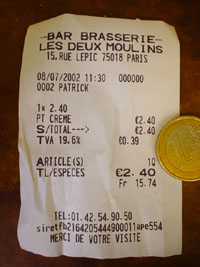 BAR BRASSERIE
LES DEUX MOULINS
15,RUE LEPIC 75018 PARIS
08/07/2002 11:30 000000
0002 PATRICK
1x 2.40
PT CREME €2.40
S/TOTAL---> €2.40
TVA 19,6% €0.39
ARTICLE(S) 1Q
TL/ESPECES €2.40
Fr 15.74
TEL:01.42.54.90.50
siretfb2164205444900011ape554
MERCI DE VOTRE VISITE